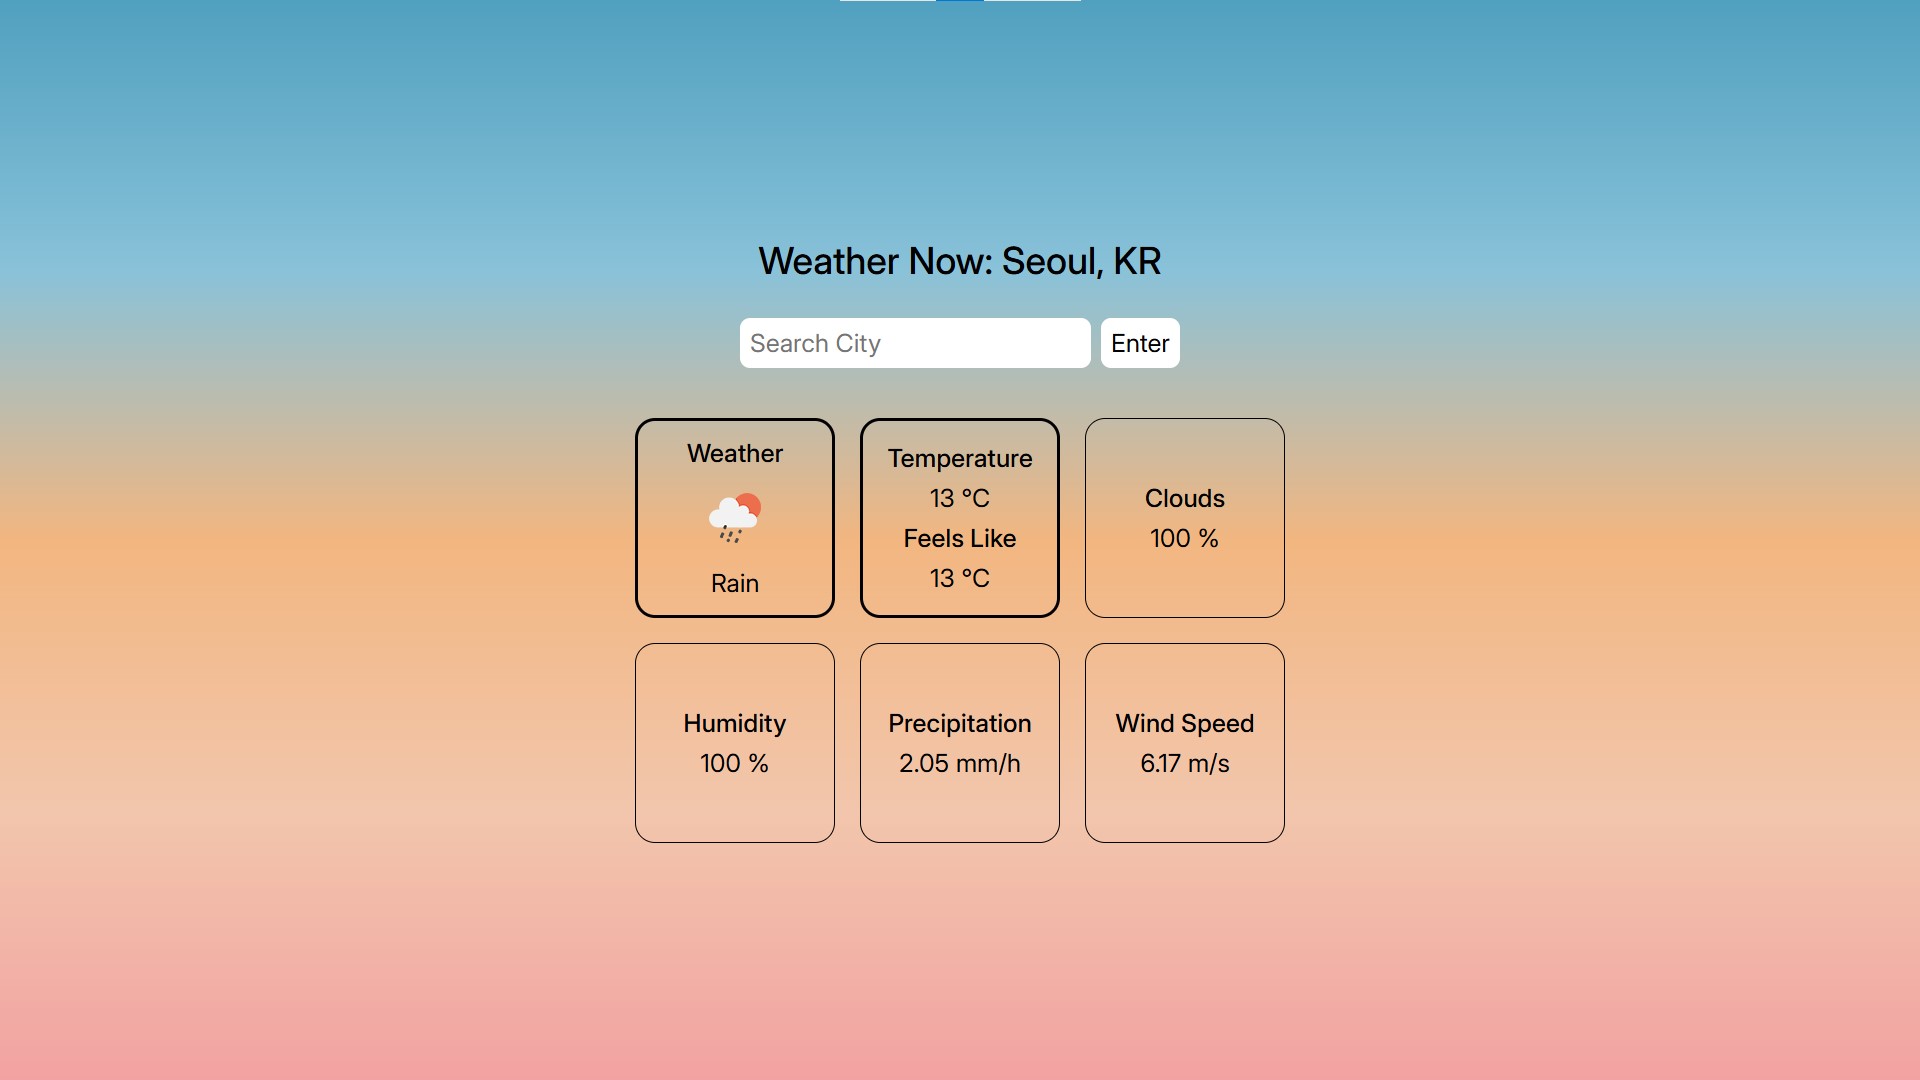 Weather Now: Seoul, KR
Search City
Enter
Weather
Rain
Temperature
13 °C
Feels Like
13 °C
Clouds
100 %
Humidity
100 %
Precipitation
2.05 mm/h
Wind Speed
6.17 m/s